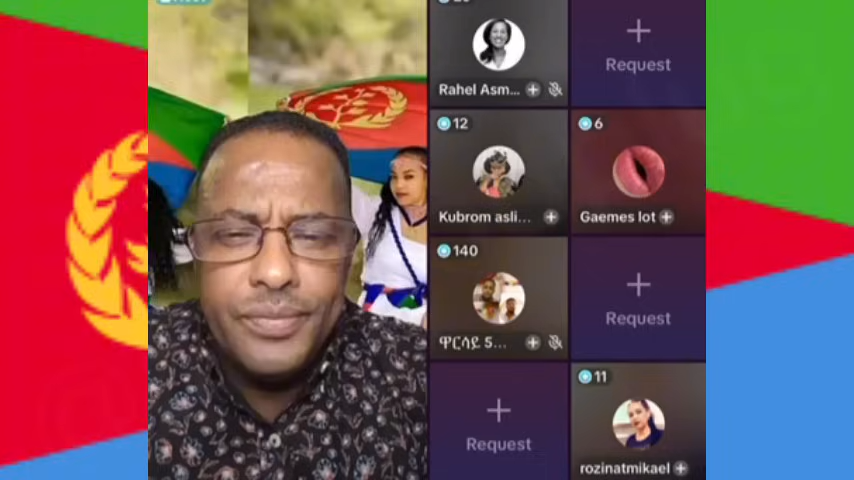 Rahel Asm...
Request
12
6
Kubrom asli...
Gaemes lot
140
ዋርሳይ 5...
Request
11
Request
rozinatmikael